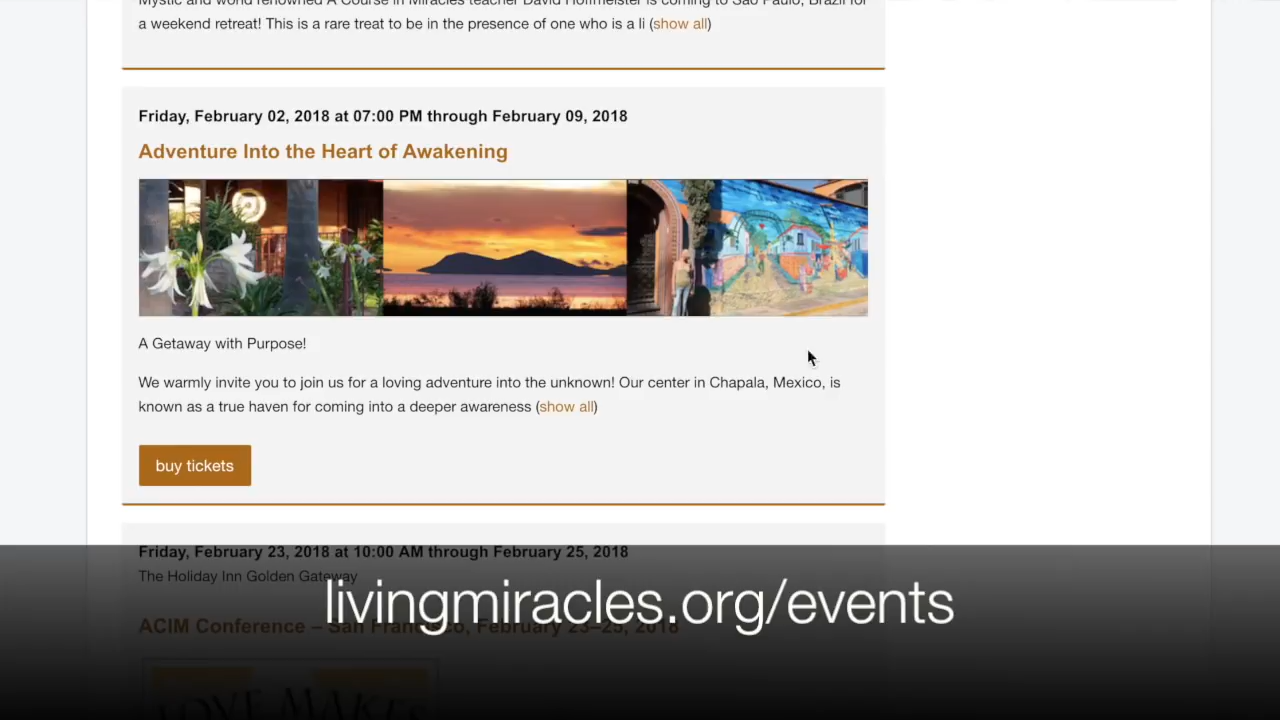 Mystic and world renowned A Course in Miracles teacher David Hoffmeister is coming to São Paulo, Brazil for
a weekend retreat! This is a rare treat to be in the presence of one who is a li (show all)
Friday, February 02, 2018 at 07:00 PM through February 09, 2018
Adventure Into the Heart of Awakening
A Getaway with Purpose!
We warmly invite you to join us for a loving adventure into the unknown! Our center in Chapala, Mexico, is
known as a true haven for coming into a deeper awareness (show all)
buy tickets
Friday, February 23, 2018 at 10:00 AM through February 25, 2018
The Holiday Inn Golden Gateway
livingmiracles.org/events
ACIM Conference – San Francisco, February 23–25, 2018
LOVE MAKES